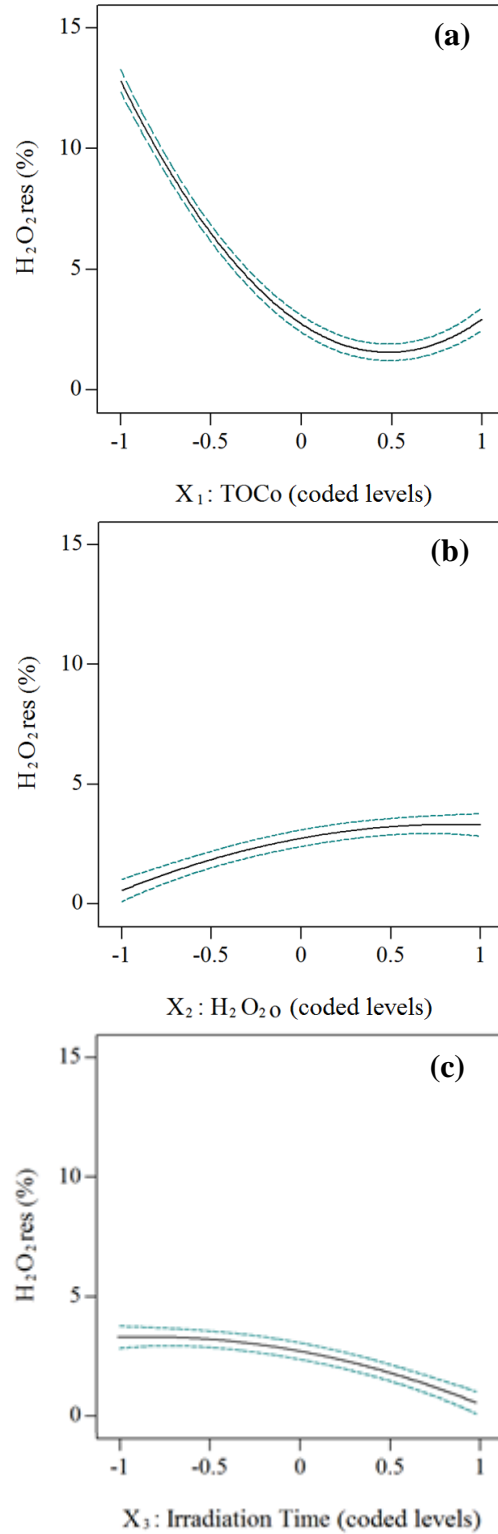 (a)
15
10
5
0
H₂O₂res (%)
-1 -0.5 0 0.5 1
X₁: TOCo (coded levels)
(b)
15
10
5
0
H₂O₂res (%)
-1 -0.5 0 0.5 1
X₂: H₂O₂o (coded levels)
(c)
15
10
5
0
H₂O₂res (%)
-1 -0.5 0 0.5 1
X₃: Irradiation Time (coded levels)